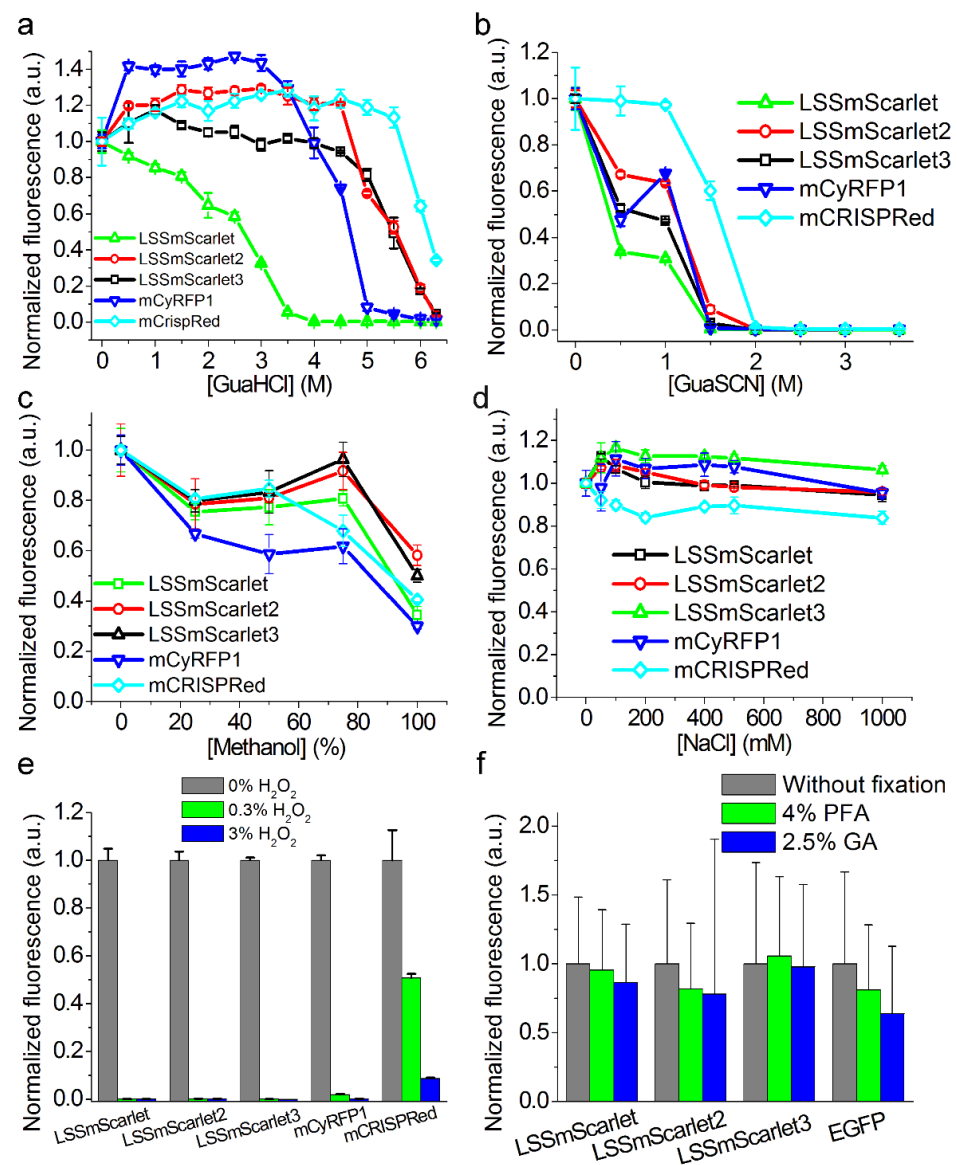 a
Normalized fluorescence (a.u.)
1.4
1.2
1.0
0.8
0.6
0.4
0.2
0.0
LSSmScarlet
LSSmScarlet2
LSSmScarlet3
mCyRFP1
mCrispRed
0 1 2 3 4 5 6
[GuaHCl] (M)
b
Normalized fluorescence (a.u.)
1.2
1.0
0.8
0.6
0.4
0.2
0.0
LSSmScarlet
LSSmScarlet2
LSSmScarlet3
mCyRFP1
mCRISPRed
0 1 2 3
[GuaSCN] (M)
c
Normalized fluorescence (a.u.)
1.0
0.8
0.6
0.4
0.2
0.0
LSSmScarlet
LSSmScarlet2
LSSmScarlet3
mCyRFP1
mCRISPRed
0 20 40 60 80 100
[Methanol] (%)
d
Normalized fluorescence (a.u.)
1.2
1.0
0.8
0.6
0.4
0.2
0.0
LSSmScarlet
LSSmScarlet2
LSSmScarlet3
mCyRFP1
mCRISPRed
0 200 400 600 800 1000
[NaCl] (mM)
e
Normalized fluorescence (a.u.)
1.2
1.0
0.8
0.6
0.4
0.2
0.0
0% H₂O₂
0.3% H₂O₂
3% H₂O₂
LSSmScarlet
LSSmScarlet2
LSSmScarlet3
mCyRFP1
mCRISPRed
f
Normalized fluorescence (a.u.)
2.0
1.5
1.0
0.5
0.0
Without fixation
4% PFA
2.5% GA
LSSmScarlet
LSSmScarlet2
LSSmScarlet3
EGFP